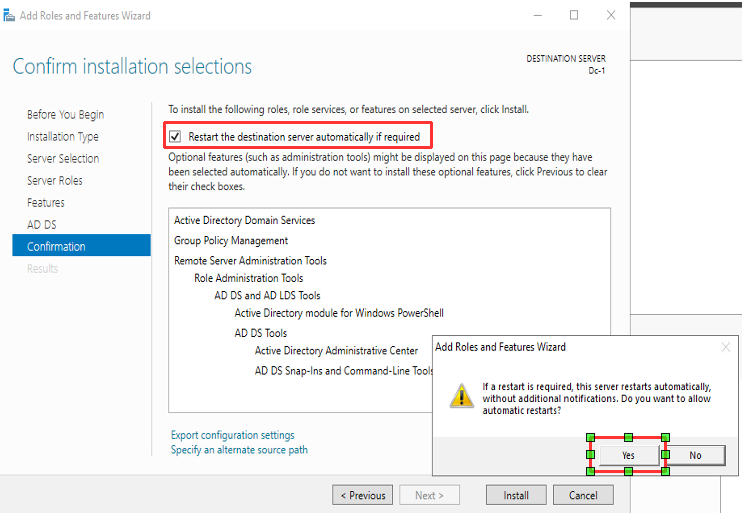 Add Roles and Features Wizard
Confirm installation selections
DESTINATION SERVER
Dc-1
Before You Begin
Installation Type
Server Selection
Server Roles
Features
AD DS
Confirmation
Results
To install the following roles, role services, or features on selected server, click Install.
Restart the destination server automatically if required
Optional features (such as administration tools) might be displayed on this page because they have
been selected automatically. If you do not want to install these optional features, click Previous to clear
their check boxes.
Active Directory Domain Services
Group Policy Management
Remote Server Administration Tools
Role Administration Tools
AD DS and AD LDS Tools
Active Directory module for Windows PowerShell
AD DS Tools
Active Directory Administrative Center
AD DS Snap-Ins and Command-Line Tools
Export configuration settings
Specify an alternate source path
Add Roles and Features Wizard
If a restart is required, this server restarts automatically,
without additional notifications. Do you want to allow
automatic restarts?
Yes
No
< Previous
Next >
Install
Cancel